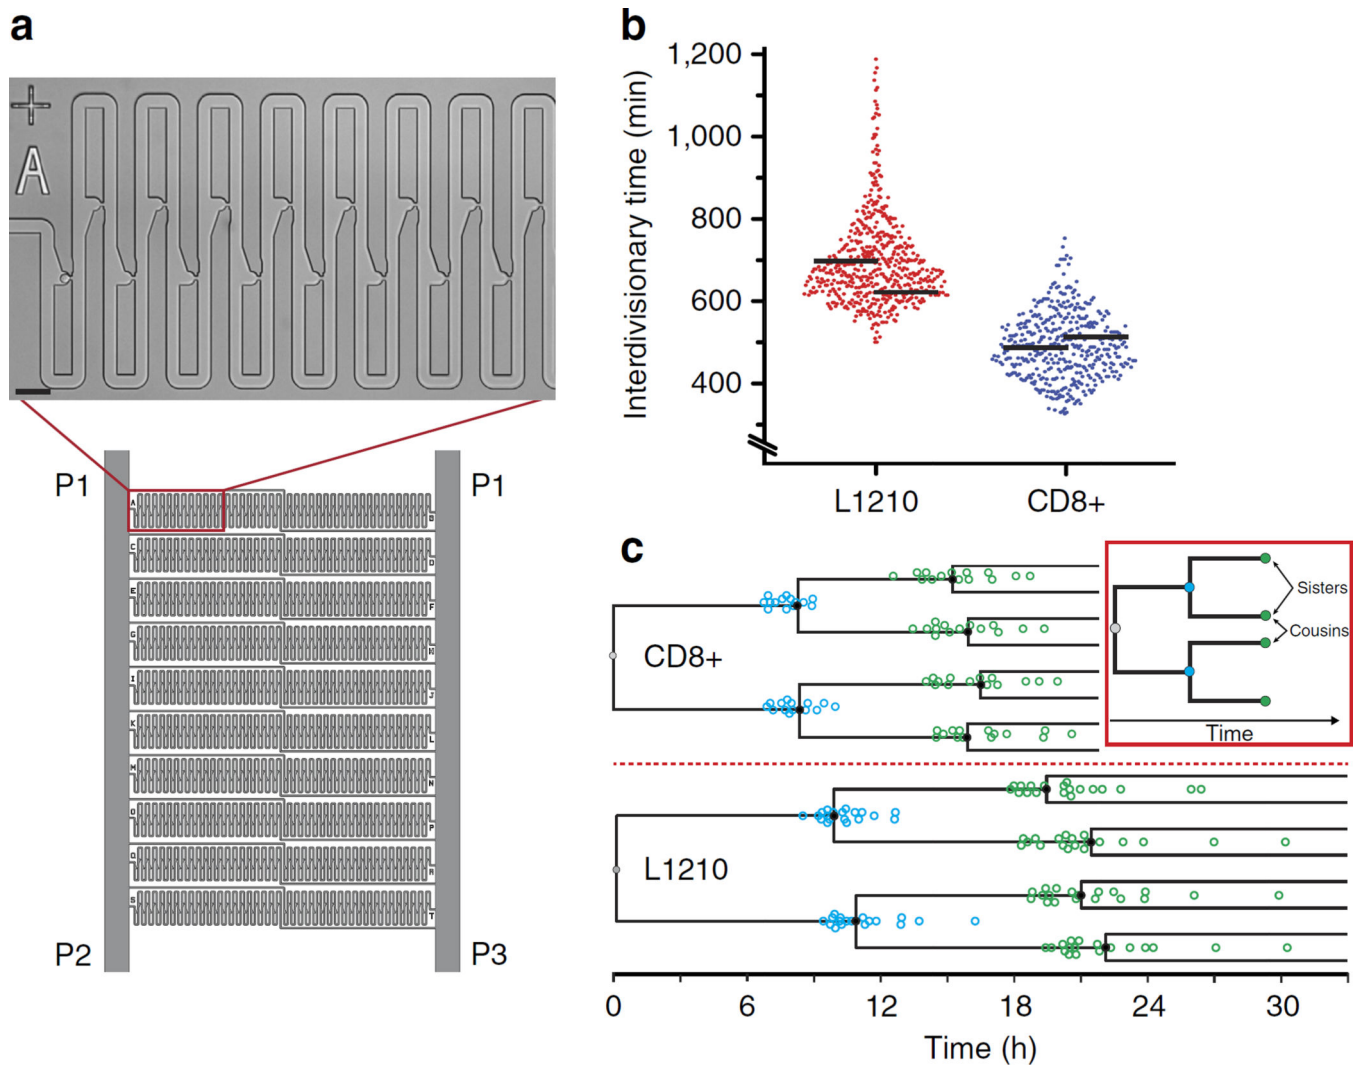 a
A
P1
P1
A
B
C
D
E
F
G
H
I
J
K
L
M
N
O
P
Q
R
S
T
P2
P3
b
Interdivisionary time (min)
1,200
1,000
800
600
400
L1210
CD8+
c
CD8+
Sisters
Cousins
Time
L1210
0
6
12
18
24
30
Time (h)